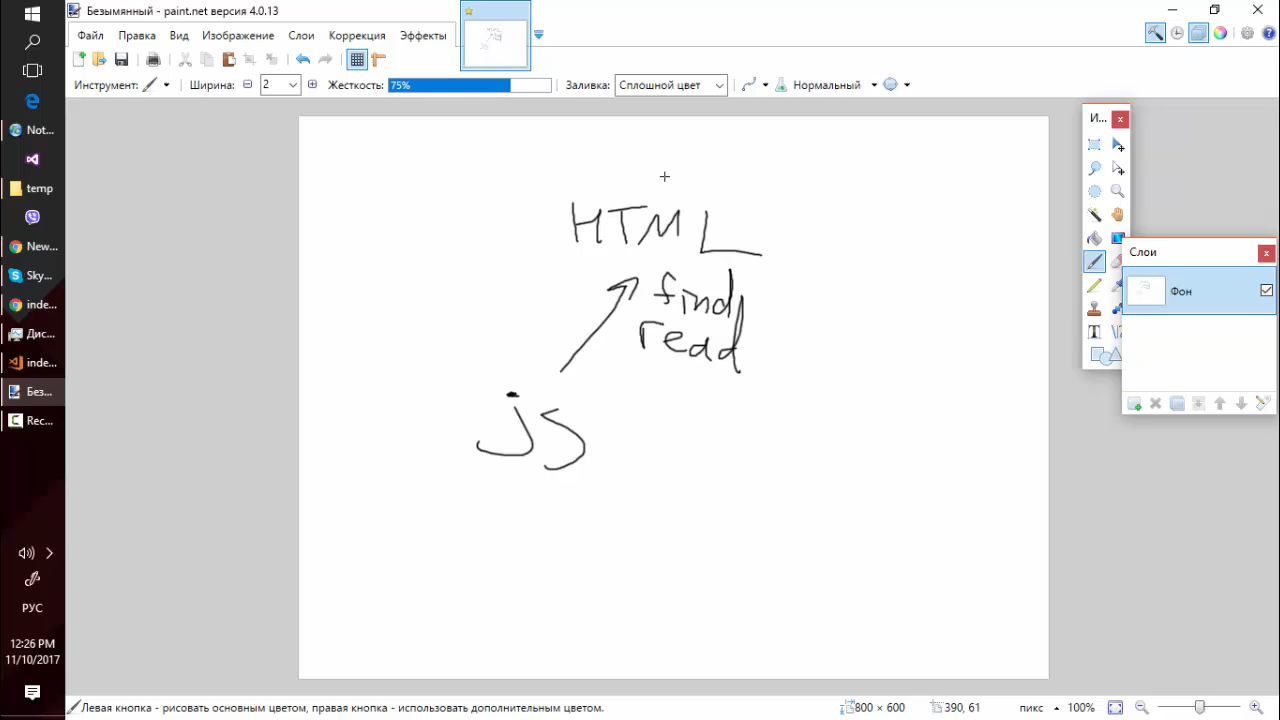 Безымянный - paint.net версия 4.0.13
Файл Правка Вид Изображение Слои Коррекция Эффекты
Инструмент: Ширина: 2 Жесткость: 75% Заливка: Сплошной цвет Нормальный
Not...
temp
New...
Sky...
inde...
Дис...
inde...
Без...
Rec...
РУС
12:26 PM
11/10/2017
HTML
find
read
js
И...
Слои
Фон
Левая кнопка - рисовать основным цветом, правая кнопка - использовать дополнительным цветом.
800 × 600
390, 61
пикс
100%